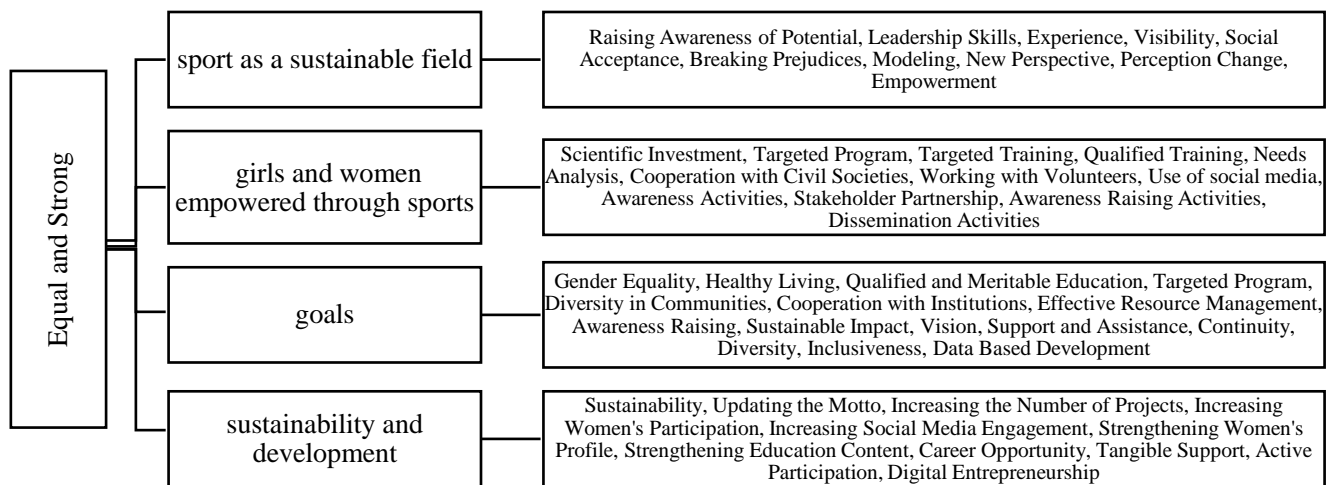 Equal and Strong
sport as a sustainable field
Raising Awareness of Potential, Leadership Skills, Experience, Visibility, Social
Acceptance, Breaking Prejudices, Modeling, New Perspective, Perception Change,
Empowerment
girls and women
empowered through sports
Scientific Investment, Targeted Program, Targeted Training, Qualified Training, Needs
Analysis, Cooperation with Civil Societies, Working with Volunteers, Use of social media,
Awareness Activities, Stakeholder Partnership, Awareness Raising Activities,
Dissemination Activities
goals
Gender Equality, Healthy Living, Qualified and Meritable Education, Targeted Program,
Diversity in Communities, Cooperation with Institutions, Effective Resource Management,
Awareness Raising, Sustainable Impact, Vision, Support and Assistance, Continuity,
Diversity, Inclusiveness, Data Based Development
sustainability and
development
Sustainability, Updating the Motto, Increasing the Number of Projects, Increasing
Women's Participation, Increasing Social Media Engagement, Strengthening Women's
Profile, Strengthening Education Content, Career Opportunity, Tangible Support, Active
Participation, Digital Entrepreneurship